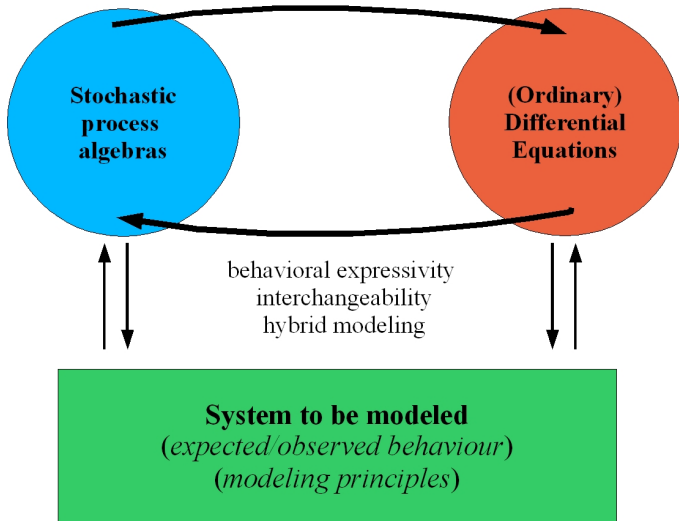 Stochastic
process
algebras
(Ordinary)
Differential
Equations
behavioral expressivity
interchangeability
hybrid modeling
System to be modeled
(expected/observed behaviour)
(modeling principles)